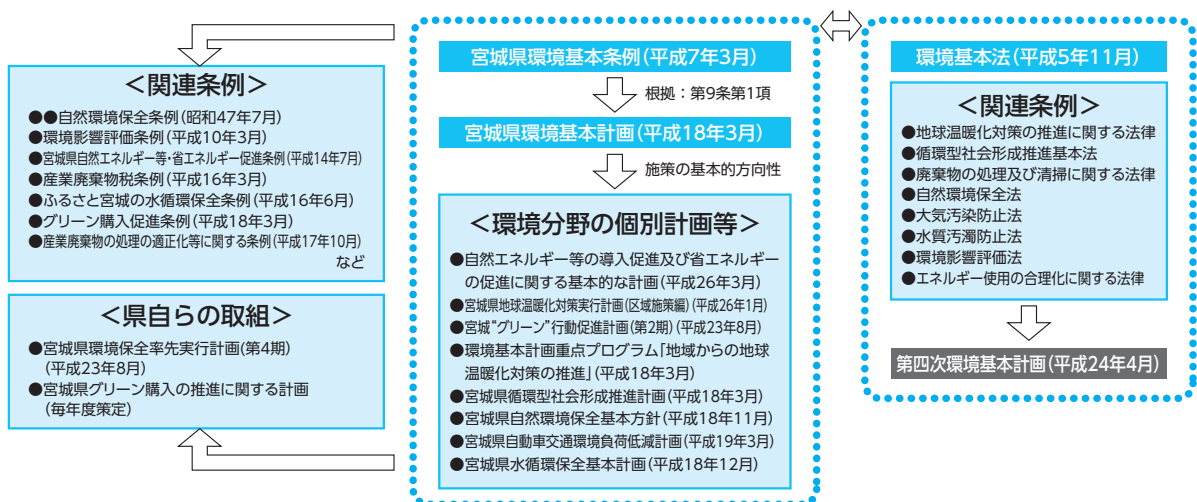 ＜関連条例＞
●●自然環境保全条例(昭和47年7月)
●環境影響評価条例(平成10年3月)
●宮城県自然エネルギー等・省エネルギー促進条例(平成14年7月)
●産業廃棄物税条例(平成16年3月)
●ふるさと宮城の水循環保全条例(平成16年6月)
●グリーン購入促進条例(平成18年3月)
●産業廃棄物の処理の適正化等に関する条例(平成17年10月)
など
＜県自らの取組＞
●宮城県環境保全率先実行計画(第4期)
(平成23年8月)
●宮城県グリーン購入の推進に関する計画
(毎年度策定)
宮城県環境基本条例(平成7年3月)
根拠：第9条第1項
宮城県環境基本計画(平成18年3月)
施策の基本的方向性
＜環境分野の個別計画等＞
●自然エネルギー等の導入促進及び省エネルギー
の促進に関する基本的な計画(平成26年3月)
●宮城県地球温暖化対策実行計画(区域施策編)(平成26年1月)
●宮城"グリーン"行動促進計画(第2期)(平成23年8月)
●環境基本計画重点プログラム「地域からの地球
温暖化対策の推進」(平成18年3月)
●宮城県循環型社会形成推進計画(平成18年3月)
●宮城県自然環境保全基本方針(平成18年11月)
●宮城県自動車交通環境負荷低減計画(平成19年3月)
●宮城県水循環保全基本計画(平成18年12月)
環境基本法(平成5年11月)
＜関連条例＞
●地球温暖化対策の推進に関する法律
●循環型社会形成推進基本法
●廃棄物の処理及び清掃に関する法律
●自然環境保全法
●大気汚染防止法
●水質汚濁防止法
●環境影響評価法
●エネルギー使用の合理化に関する法律
第四次環境基本計画(平成24年4月)